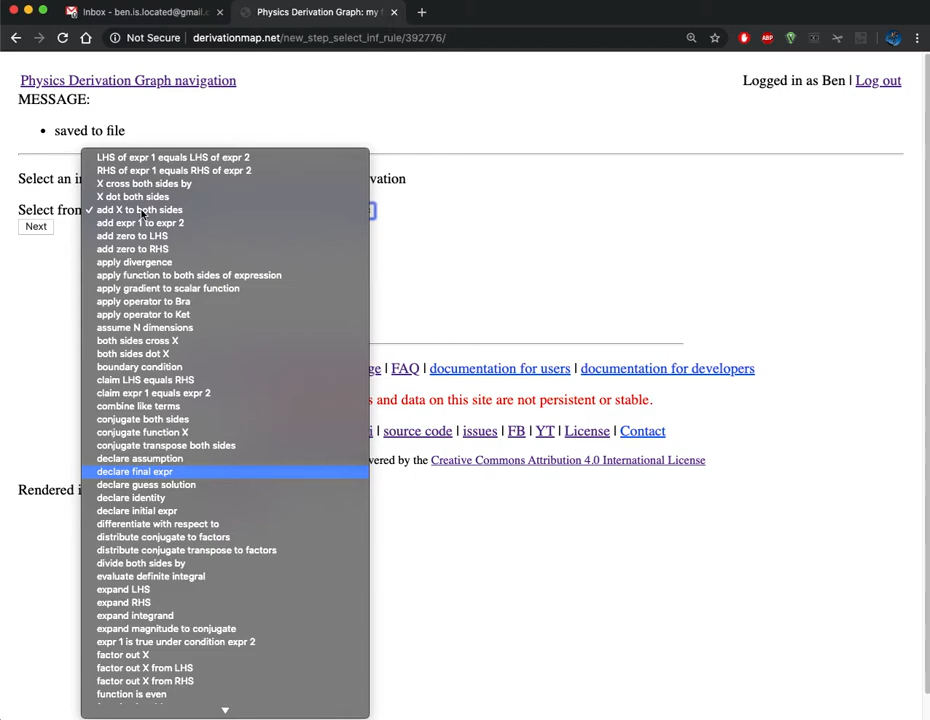 Inbox - ben.is.located@gmail.c
Physics Derivation Graph: my f
Not Secure | derivationmap.net/new_step_select_inf_rule/392776/
Physics Derivation Graph navigation
Logged in as Ben | Log out
MESSAGE:
• saved to file
Select an in
vation
Select from
Next
LHS of expr 1 equals LHS of expr 2
RHS of expr 1 equals RHS of expr 2
X cross both sides by
X dot both sides
✓ add X to both sides
add expr 1 to expr 2
add zero to LHS
add zero to RHS
apply divergence
apply function to both sides of expression
apply gradient to scalar function
apply operator to Bra
apply operator to Ket
assume N dimensions
both sides cross X
both sides dot X
boundary condition
claim LHS equals RHS
claim expr 1 equals expr 2
combine like terms
conjugate both sides
conjugate function X
conjugate transpose both sides
declare assumption
declare final expr
declare guess solution
declare identity
declare initial expr
differentiate with respect to
distribute conjugate to factors
distribute conjugate transpose to factors
divide both sides by
evaluate definite integral
expand LHS
expand RHS
expand integrand
expand magnitude to conjugate
expr 1 is true under condition expr 2
factor out X
factor out X from LHS
factor out X from RHS
function is even
ge | FAQ | documentation for users | documentation for developers
s and data on this site are not persistent or stable.
i | source code | issues | FB | YT | License | Contact
vered by the Creative Commons Attribution 4.0 International License
Rendered i